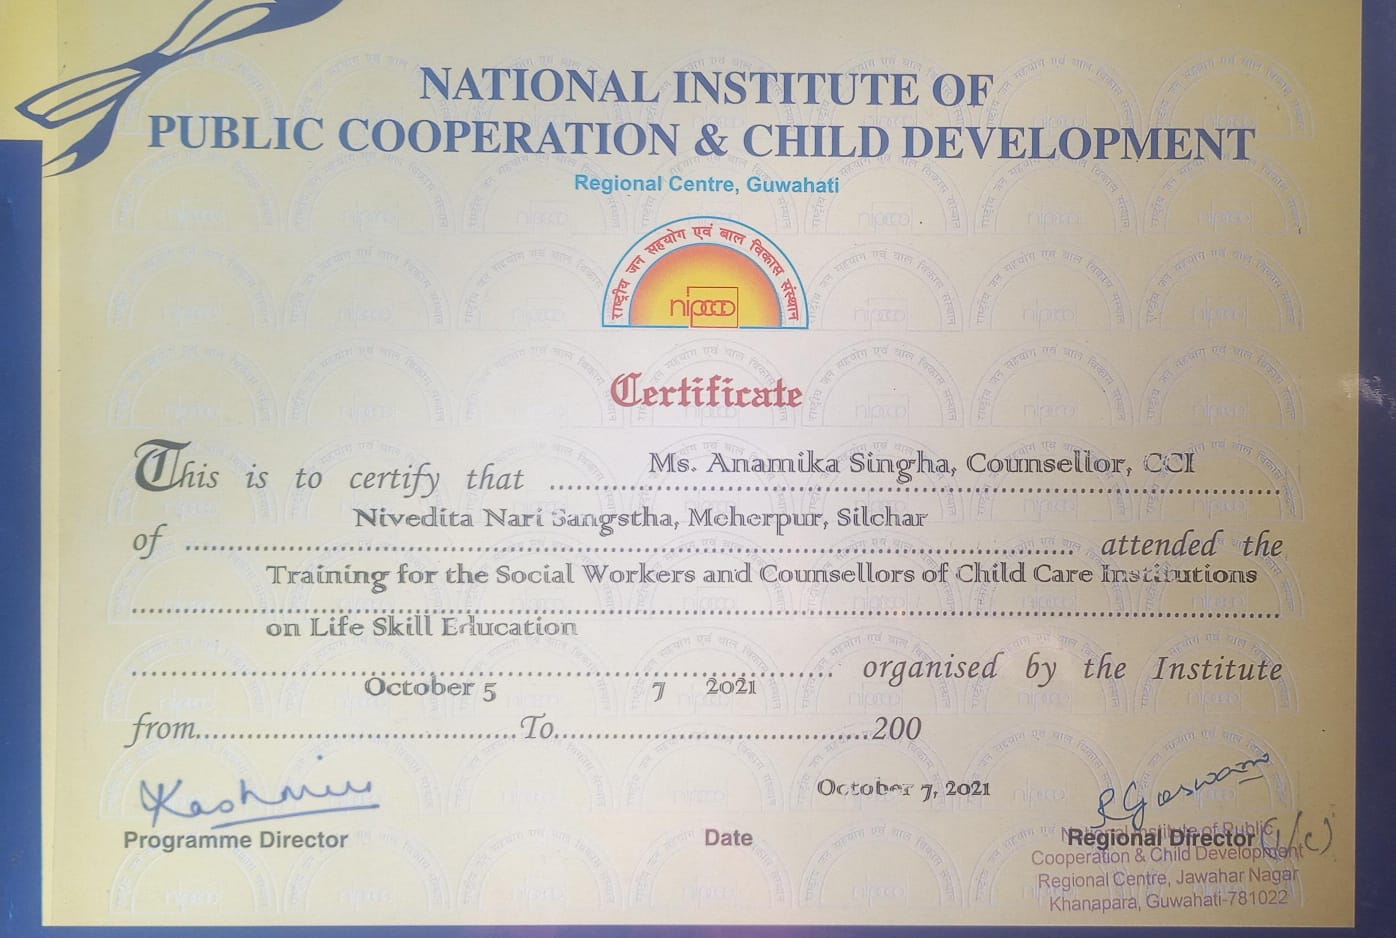 NATIONAL INSTITUTE OF
PUBLIC COOPERATION & CHILD DEVELOPMENT
Regional Centre, Guwahati
राष्ट्रीय जन सहयोग एवं बाल विकास संस्थान
nipccd
Certificate
This is to certify that Ms. Anamika Singha, Counsellor, CCI
of Nivedita Nari Sangstha, Meherpur, Silchar attended the
Training for the Social Workers and Counsellors of Child Care Institutions
on Life Skill Education
organised by the Institute
October 5 7 2021
from To 200
Kashmiri
R Goswami
October 7, 2021
Programme Director
Date
Regional Director (I/C)
National Institute of Public
Cooperation & Child Development
Regional Centre, Jawahar Nagar
Khanapara, Guwahati-781022